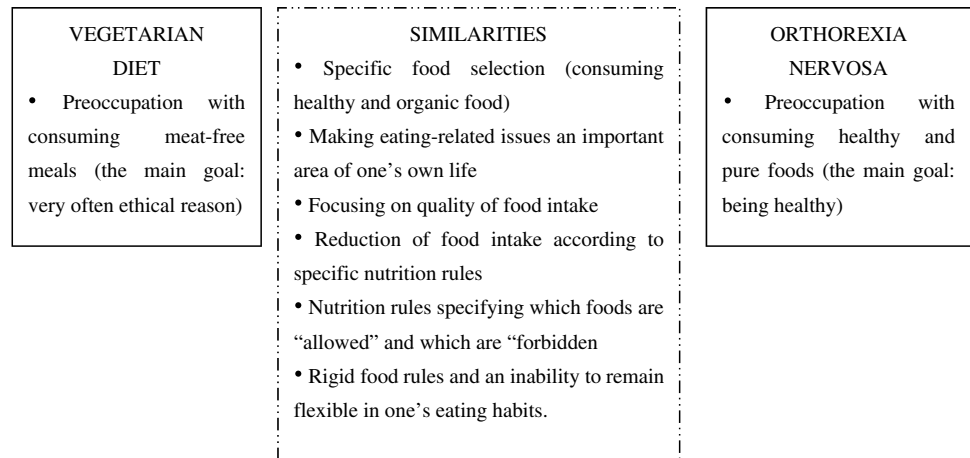 VEGETARIAN
DIET
• Preoccupation with
consuming meat-free
meals (the main goal:
very often ethical reason)
SIMILARITIES
• Specific food selection (consuming
healthy and organic food)
• Making eating-related issues an important
area of one’s own life
• Focusing on quality of food intake
• Reduction of food intake according to
specific nutrition rules
• Nutrition rules specifying which foods are
“allowed” and which are “forbidden
• Rigid food rules and an inability to remain
flexible in one’s eating habits.
ORTHOREXIA
NERVOSA
• Preoccupation with
consuming healthy and
pure foods (the main goal:
being healthy)